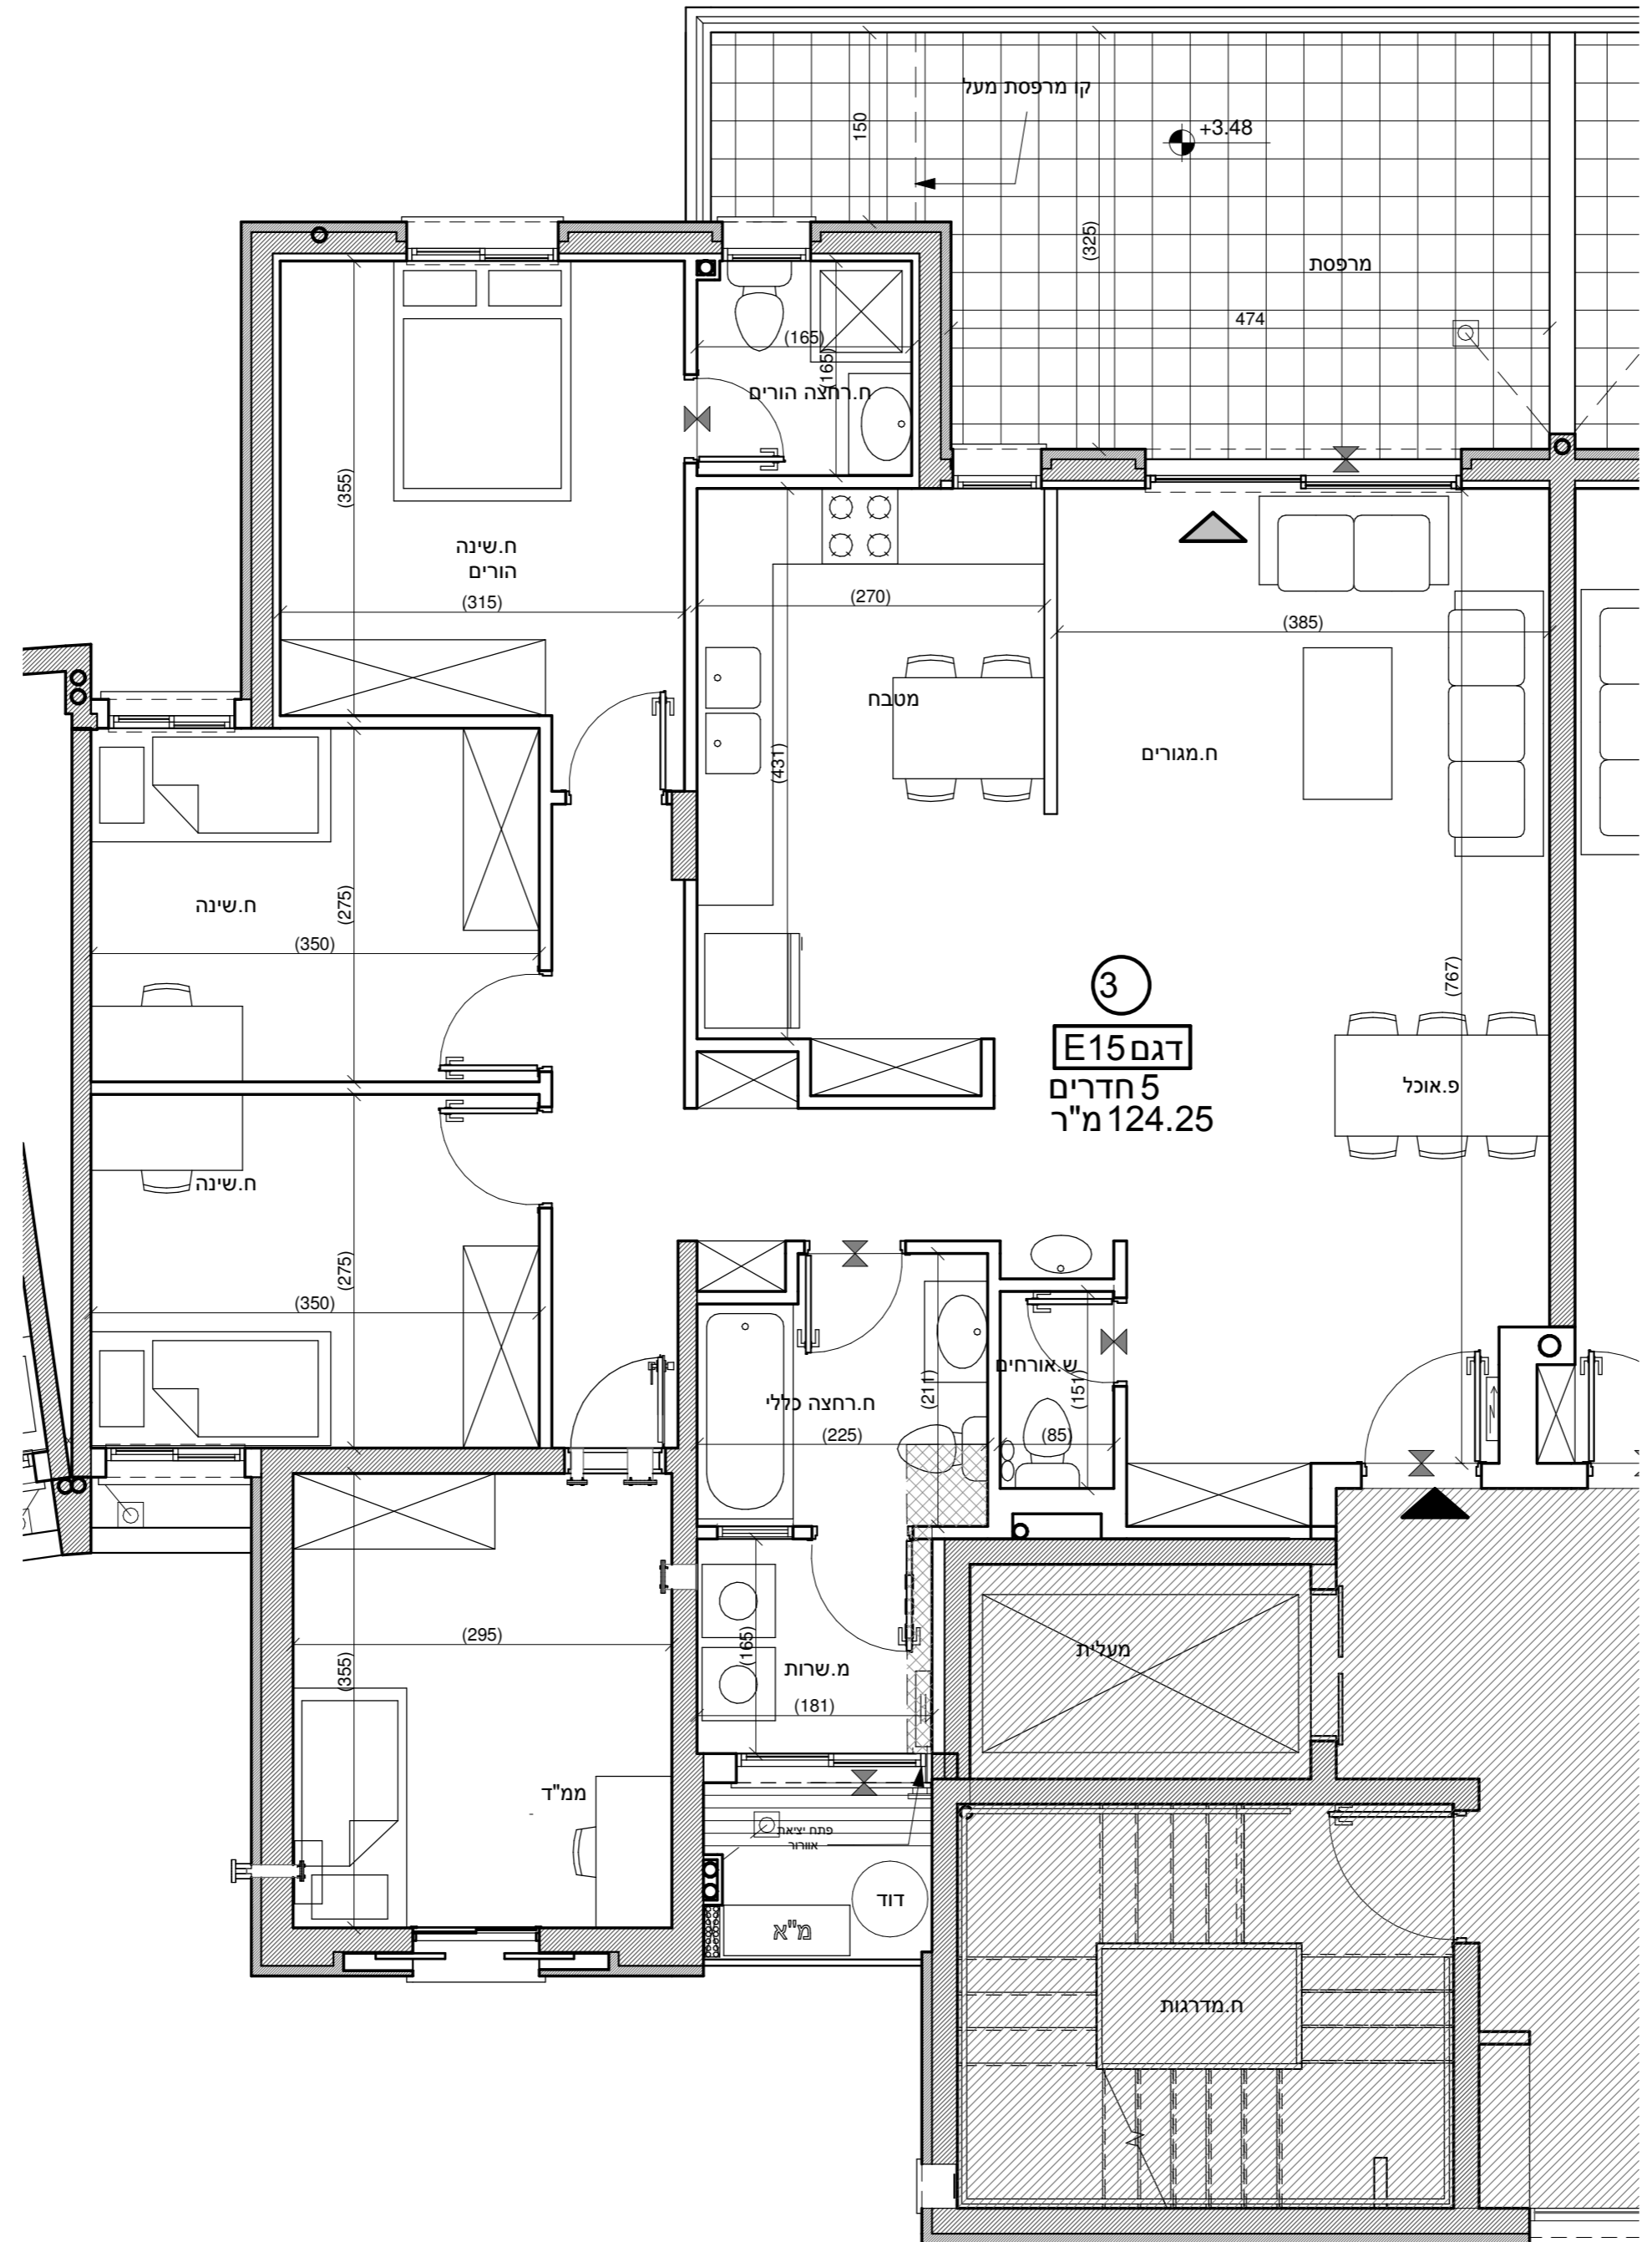 קו מרפסת מעל
150
+3.48
(325)
מרפסת
474
(165)
(165)
ח.רחצה הורים
(355)
ח.שינה
הורים
(315)
(270)
(385)
מטבח
(431)
ח.מגורים
ח.שינה
(275)
(350)
(767)
3
דגם E15
5 חדרים
124.25 מ"ר
פ.אוכל
ח.שינה
(275)
(350)
ש.אורחים
(151)
(211)
ח.רחצה כללי
(225)
(85)
(295)
(355)
(165)
מ.שרות
(181)
מעלית
ממ"ד
פתח יציאת
אוורור
דוד
מ"א
ח.מדרגות